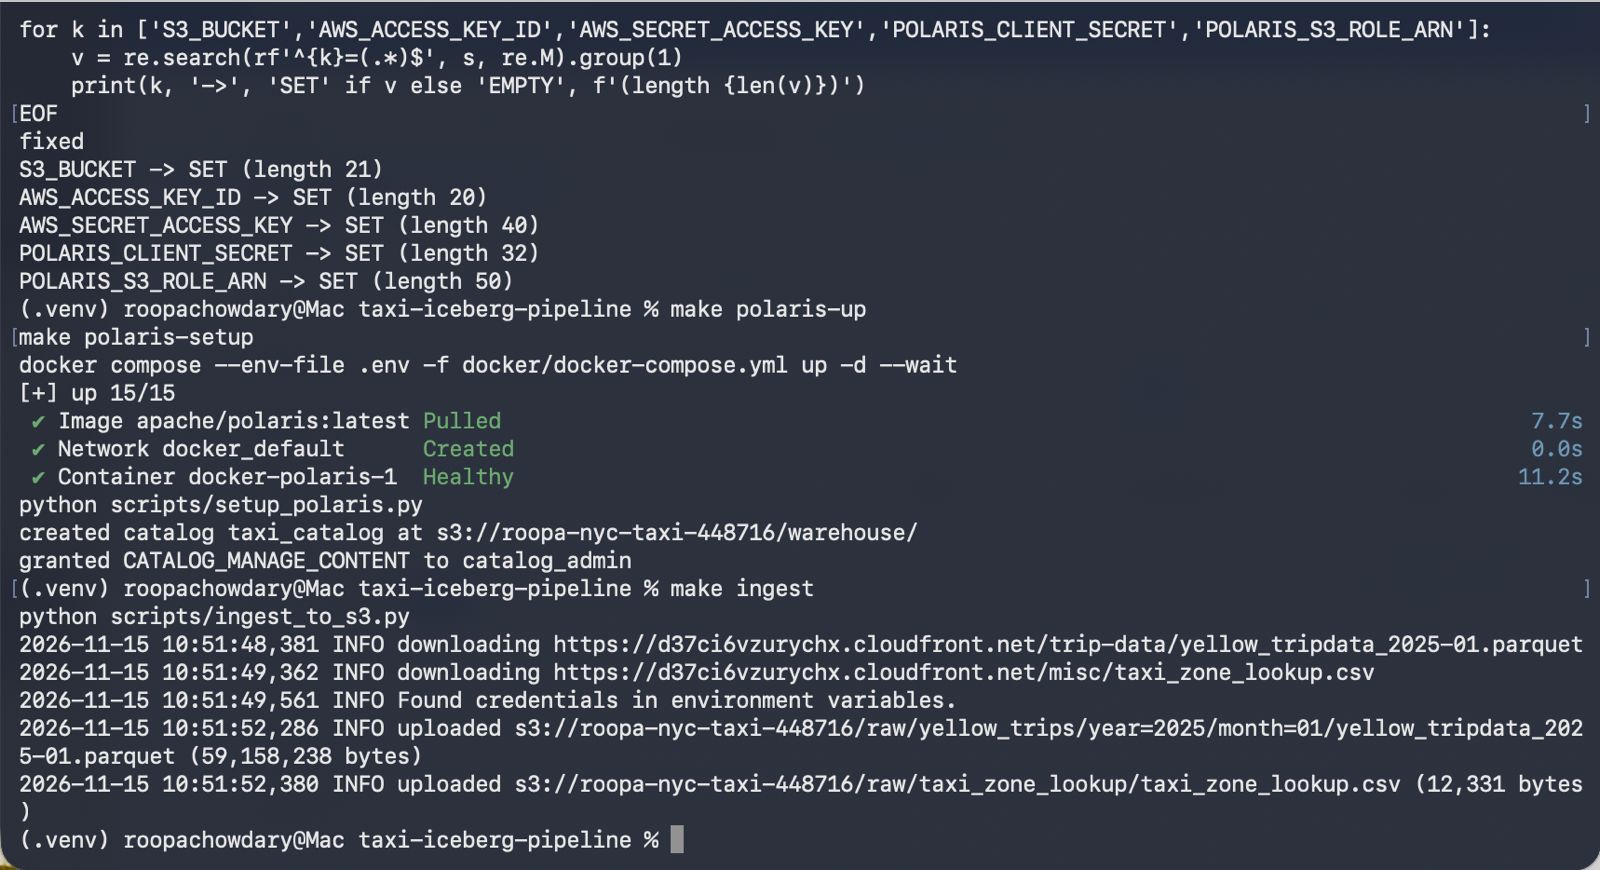 for k in ['S3_BUCKET','AWS_ACCESS_KEY_ID','AWS_SECRET_ACCESS_KEY','POLARIS_CLIENT_SECRET','POLARIS_S3_ROLE_ARN']:
    v = re.search(rf'^{k}=(.*)$', s, re.M).group(1)
    print(k, '->', 'SET' if v else 'EMPTY', f'(length {len(v)})')
[EOF ]
fixed
S3_BUCKET -> SET (length 21)
AWS_ACCESS_KEY_ID -> SET (length 20)
AWS_SECRET_ACCESS_KEY -> SET (length 40)
POLARIS_CLIENT_SECRET -> SET (length 32)
POLARIS_S3_ROLE_ARN -> SET (length 50)
(.venv) roopachowdary@Mac taxi-iceberg-pipeline % make polaris-up
[make polaris-setup ]
docker compose --env-file .env -f docker/docker-compose.yml up -d --wait
[+] up 15/15
 ✔ Image apache/polaris:latest Pulled 7.7s
 ✔ Network docker_default      Created 0.0s
 ✔ Container docker-polaris-1  Healthy 11.2s
python scripts/setup_polaris.py
created catalog taxi_catalog at s3://roopa-nyc-taxi-448716/warehouse/
granted CATALOG_MANAGE_CONTENT to catalog_admin
[(.venv) roopachowdary@Mac taxi-iceberg-pipeline % make ingest ]
python scripts/ingest_to_s3.py
2026-11-15 10:51:48,381 INFO downloading https://d37ci6vzurychx.cloudfront.net/trip-data/yellow_tripdata_2025-01.parquet
2026-11-15 10:51:49,362 INFO downloading https://d37ci6vzurychx.cloudfront.net/misc/taxi_zone_lookup.csv
2026-11-15 10:51:49,561 INFO Found credentials in environment variables.
2026-11-15 10:51:52,286 INFO uploaded s3://roopa-nyc-taxi-448716/raw/yellow_trips/year=2025/month=01/yellow_tripdata_202
5-01.parquet (59,158,238 bytes)
2026-11-15 10:51:52,380 INFO uploaded s3://roopa-nyc-taxi-448716/raw/taxi_zone_lookup/taxi_zone_lookup.csv (12,331 bytes
)
(.venv) roopachowdary@Mac taxi-iceberg-pipeline %